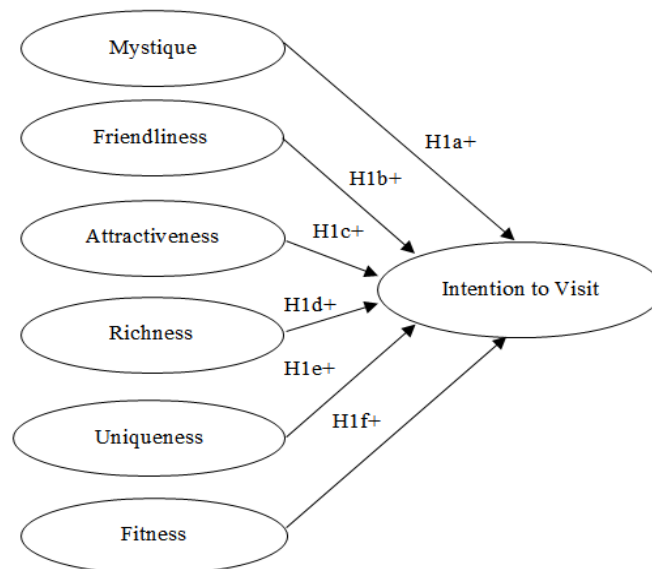 Mystique
H1a+
Friendliness
H1b+
Attractiveness
H1c+
Intention to Visit
H1d+
Richness
H1e+
Uniqueness
H1f+
Fitness